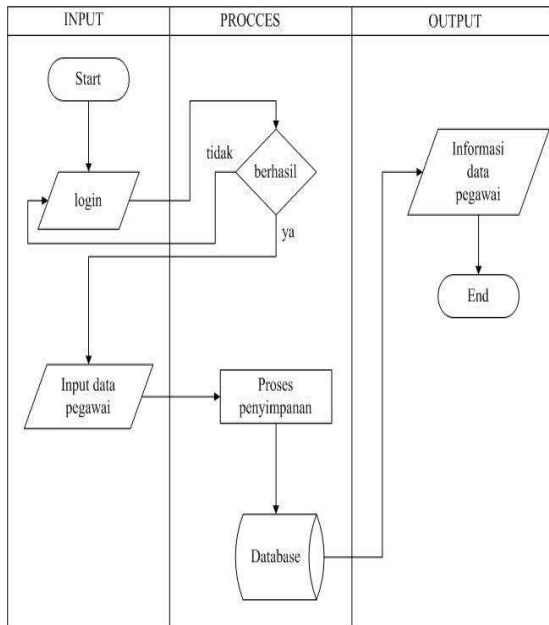 INPUT
PROCCES
OUTPUT
Start
login
tidak
berhasil
ya
Input data
pegawai
Proses
penyimpanan
Database
Informasi
data
pegawai
End